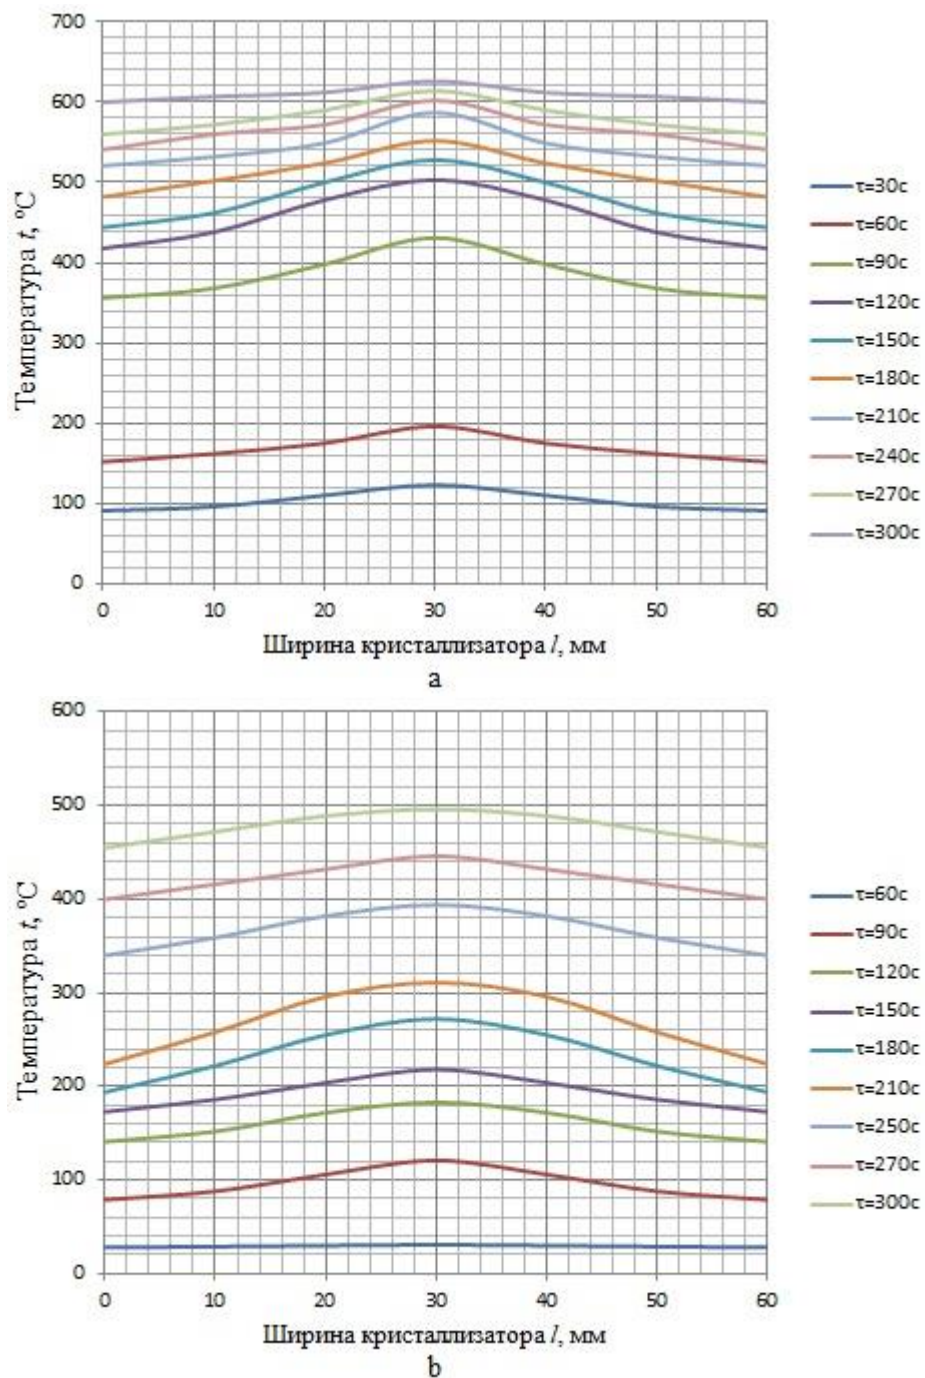 700
600
500
400
300
200
100
0
Температура t, °C
0 10 20 30 40 50 60
Ширина кристаллизатора l, мм
τ=30c
τ=60c
τ=90c
τ=120c
τ=150c
τ=180c
τ=210c
τ=240c
τ=270c
τ=300c
a
600
500
400
300
200
100
0
Температура t, °C
0 10 20 30 40 50 60
Ширина кристаллизатора l, мм
τ=60c
τ=90c
τ=120c
τ=150c
τ=180c
τ=210c
τ=250c
τ=270c
τ=300c
b